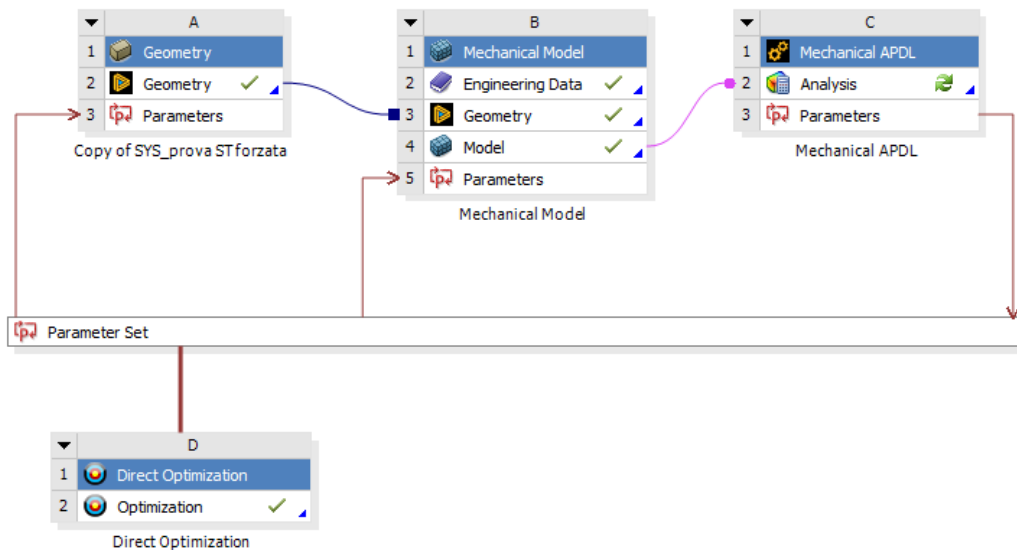 A
1 Geometry
2 Geometry
3 Parameters
Copy of SYS_prova STforzata
B
1 Mechanical Model
2 Engineering Data
3 Geometry
4 Model
5 Parameters
Mechanical Model
C
1 Mechanical APDL
2 Analysis
3 Parameters
Mechanical APDL
Parameter Set
D
1 Direct Optimization
2 Optimization
Direct Optimization